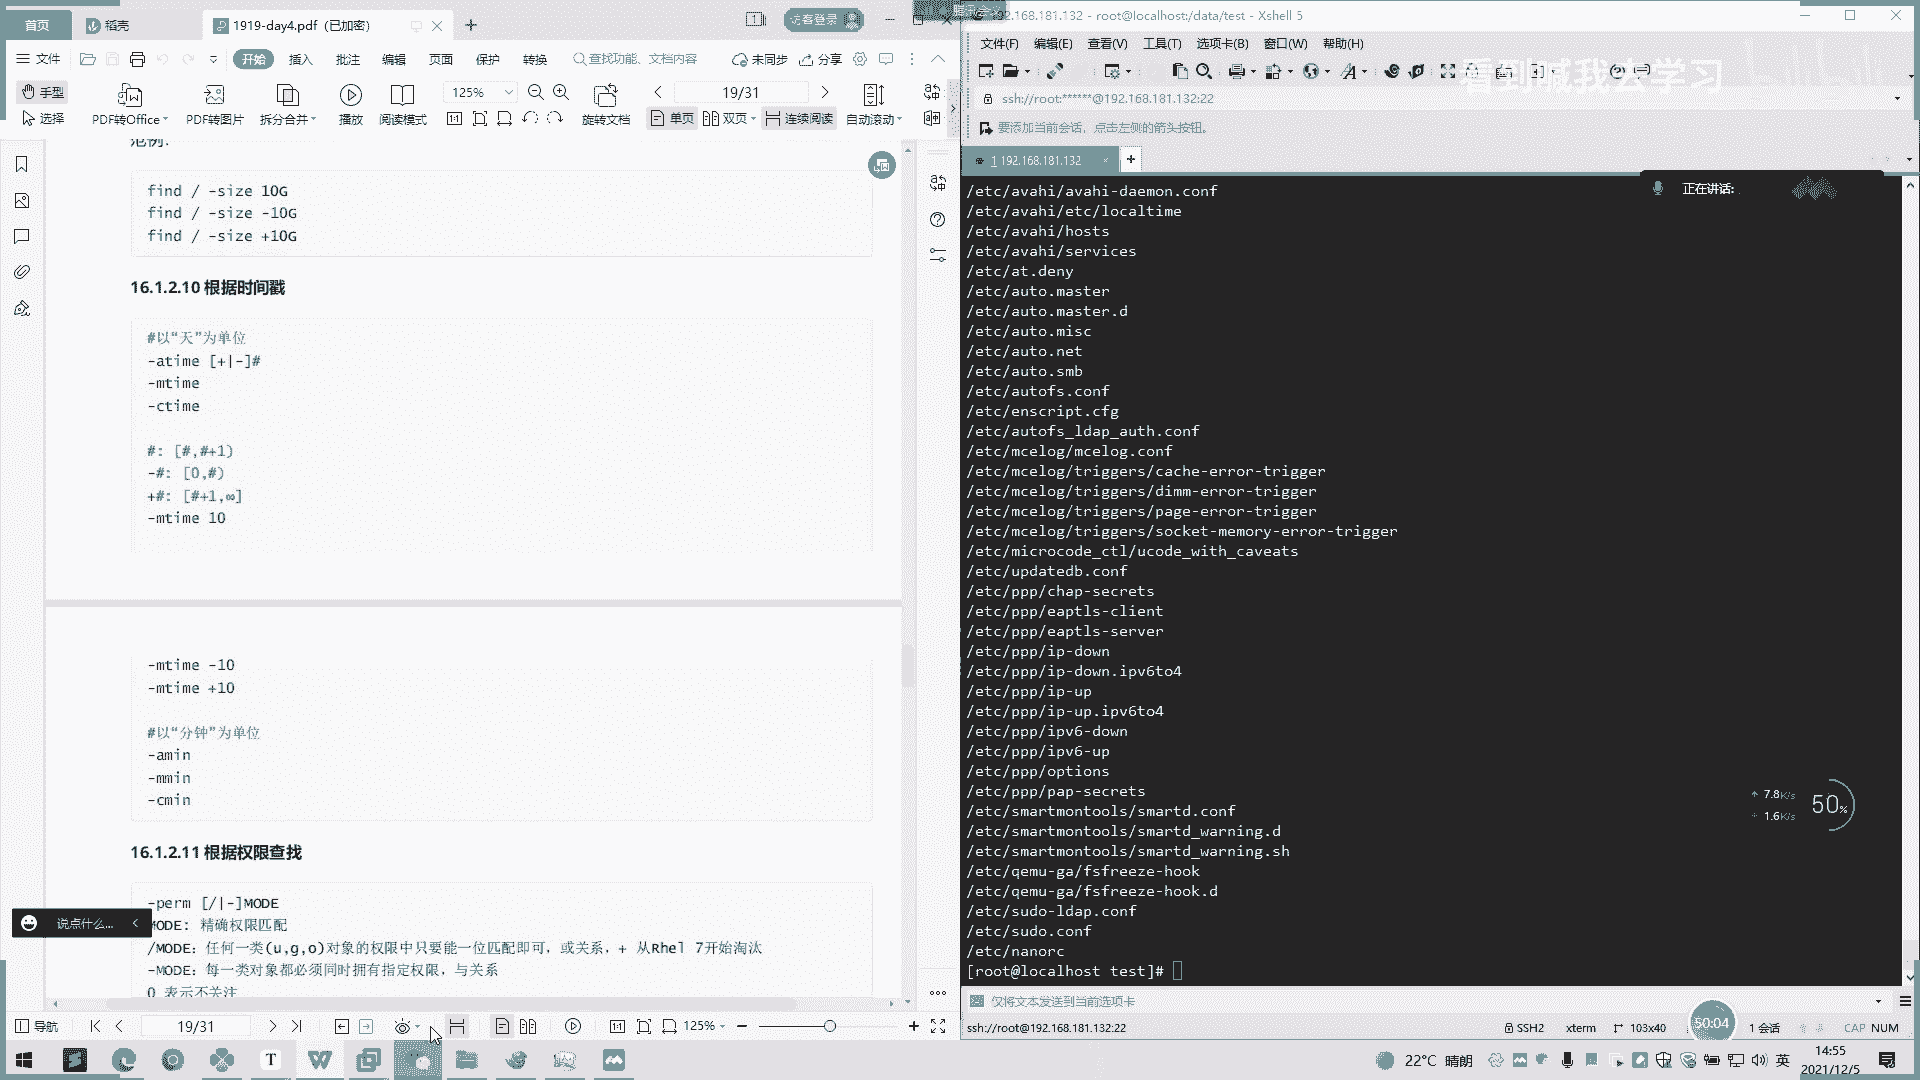 首页
稻壳
1919-day4.pdf（已加密）
访客登录
文件
开始
插入
批注
编辑
页面
保护
转换
查找功能、文档内容
未同步
分享
手型
选择
PDF转Office
PDF转图片
拆分合并
播放
阅读模式
125%
旋转文档
19/31
单页
双页
连续阅读
自动滚动
范例:
find / -size 10G
find / -size -10G
find / -size +10G
16.1.2.10 根据时间戳
#以“天”为单位
-atime [+|-]#
-mtime
-ctime
#: [#,#+1)
-#: [0,#)
+#: [#+1,∞]
-mtime 10
-mtime -10
-mtime +10
#以“分钟”为单位
-amin
-mmin
-cmin
16.1.2.11 根据权限查找
-perm [/|-]MODE
MODE: 精确权限匹配
/MODE: 任何一类(u,g,o)对象的权限中只要能一位匹配即可，或关系，+ 从Rhel 7开始淘汰
-MODE: 每一类对象都必须同时拥有指定权限，与关系
0 表示不关注
说点什么...
导航
19/31
125%
192.168.181.132 - root@localhost:/data/test - Xshell 5
文件(F)
编辑(E)
查看(V)
工具(T)
选项卡(B)
窗口(W)
帮助(H)
看到喊我去学习
ssh://root:******@192.168.181.132:22
要添加当前会话，点击左侧的箭头按钮。
1 192.168.181.132
正在讲话:
/etc/avahi/avahi-daemon.conf
/etc/avahi/etc/localtime
/etc/avahi/hosts
/etc/avahi/services
/etc/at.deny
/etc/auto.master
/etc/auto.master.d
/etc/auto.misc
/etc/auto.net
/etc/auto.smb
/etc/autofs.conf
/etc/enscript.cfg
/etc/autofs_ldap_auth.conf
/etc/mcelog/mcelog.conf
/etc/mcelog/triggers/cache-error-trigger
/etc/mcelog/triggers/dimm-error-trigger
/etc/mcelog/triggers/page-error-trigger
/etc/mcelog/triggers/socket-memory-error-trigger
/etc/microcode_ctl/ucode_with_caveats
/etc/updatedb.conf
/etc/ppp/chap-secrets
/etc/ppp/eaptls-client
/etc/ppp/eaptls-server
/etc/ppp/ip-down
/etc/ppp/ip-down.ipv6to4
/etc/ppp/ip-up
/etc/ppp/ip-up.ipv6to4
/etc/ppp/ipv6-down
/etc/ppp/ipv6-up
/etc/ppp/options
/etc/ppp/pap-secrets
/etc/smartmontools/smartd.conf
/etc/smartmontools/smartd_warning.d
/etc/smartmontools/smartd_warning.sh
/etc/qemu-ga/fsfreeze-hook
/etc/qemu-ga/fsfreeze-hook.d
/etc/sudo-ldap.conf
/etc/sudo.conf
/etc/nanorc
[root@localhost test]#
7.8K/s
1.6K/s
50%
仅将文本发送到当前选项卡
ssh://root@192.168.181.132:22
SSH2
xterm
103x40
50:04
1 会话
CAP NUM
22°C 晴朗
英
14:55
2021/12/5